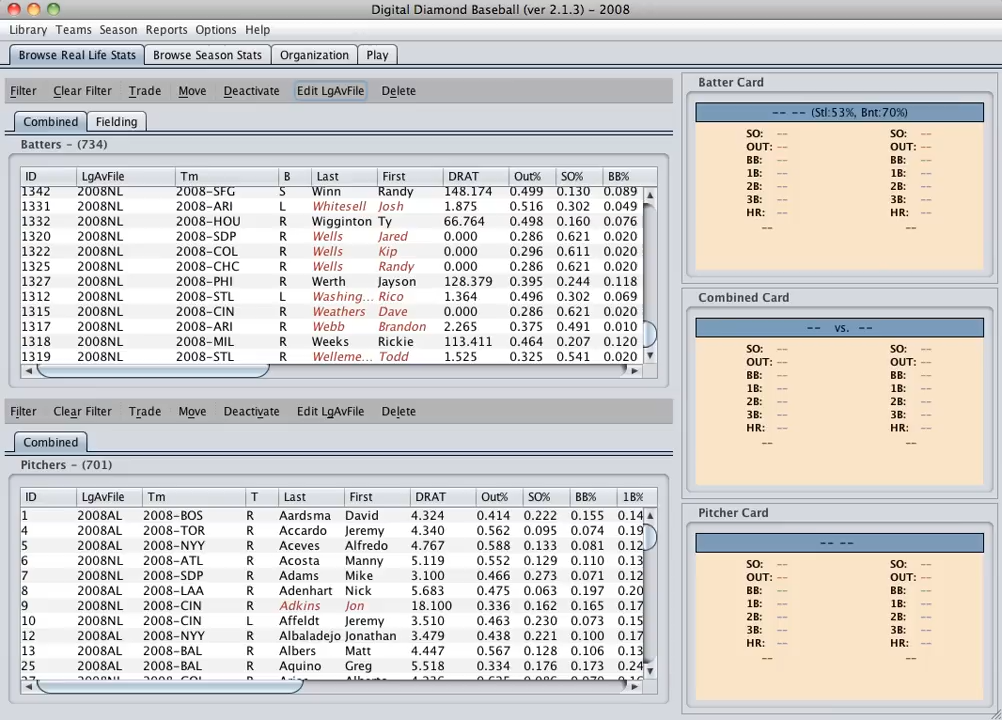 Digital Diamond Baseball (ver 2.1.3) – 2008
Library Teams Season Reports Options Help
Browse Real Life Stats Browse Season Stats Organization Play
Filter Clear Filter Trade Move Deactivate Edit LgAvFile Delete
Combined Fielding
Batters - (734)
ID LgAvFile Tm B Last First DRAT Out% SO% BB%
1342 2008NL 2008-SFG S Winn Randy 148.174 0.499 0.130 0.089
1331 2008NL 2008-ARI L Whitesell Josh 1.875 0.516 0.302 0.049
1332 2008NL 2008-HOU R Wigginton Ty 66.764 0.498 0.160 0.076
1320 2008NL 2008-SDP R Wells Jared 0.000 0.286 0.621 0.020
1322 2008NL 2008-COL R Wells Kip 0.000 0.296 0.611 0.020
1325 2008NL 2008-CHC R Wells Randy 0.000 0.286 0.621 0.020
1327 2008NL 2008-PHI R Werth Jayson 128.379 0.395 0.244 0.118
1312 2008NL 2008-STL L Washing... Rico 1.364 0.496 0.302 0.069
1315 2008NL 2008-CIN R Weathers Dave 0.000 0.286 0.621 0.020
1317 2008NL 2008-ARI R Webb Brandon 2.265 0.375 0.491 0.010
1318 2008NL 2008-MIL R Weeks Rickie 113.411 0.464 0.207 0.120
1319 2008NL 2008-STL R Welleme... Todd 1.525 0.325 0.541 0.020
Filter Clear Filter Trade Move Deactivate Edit LgAvFile Delete
Combined
Pitchers - (701)
ID LgAvFile Tm T Last First DRAT Out% SO% BB% 1B%
1 2008AL 2008-BOS R Aardsma David 4.324 0.414 0.222 0.155 0.14
4 2008AL 2008-TOR R Accardo Jeremy 4.340 0.562 0.095 0.074 0.19
5 2008AL 2008-NYY R Aceves Alfredo 4.767 0.588 0.133 0.081 0.12
6 2008NL 2008-ATL R Acosta Manny 5.119 0.552 0.129 0.110 0.13
7 2008NL 2008-SDP R Adams Mike 3.100 0.466 0.273 0.071 0.12
8 2008AL 2008-LAA R Adenhart Nick 5.683 0.475 0.063 0.197 0.20
9 2008NL 2008-CIN R Adkins Jon 18.100 0.336 0.162 0.165 0.17
10 2008NL 2008-CIN L Affeldt Jeremy 3.510 0.463 0.230 0.073 0.15
12 2008AL 2008-NYY R Albaladejo Jonathan 3.479 0.438 0.221 0.100 0.17
13 2008AL 2008-BAL R Albers Matt 4.447 0.567 0.128 0.106 0.13
25 2008AL 2008-BAL R Aquino Greg 5.518 0.334 0.176 0.173 0.24
Batter Card
-- -- (Stl:53%, Bnt:70%)
SO: -- SO: --
OUT: -- OUT: --
BB: -- BB: --
1B: -- 1B: --
2B: -- 2B: --
3B: -- 3B: --
HR: -- HR: --
-- --
Combined Card
-- vs. --
SO: -- SO: --
OUT: -- OUT: --
BB: -- BB: --
1B: -- 1B: --
2B: -- 2B: --
3B: -- 3B: --
HR: -- HR: --
-- --
Pitcher Card
-- --
SO: -- SO: --
OUT: -- OUT: --
BB: -- BB: --
1B: -- 1B: --
2B: -- 2B: --
3B: -- 3B: --
HR: -- HR: --
-- --